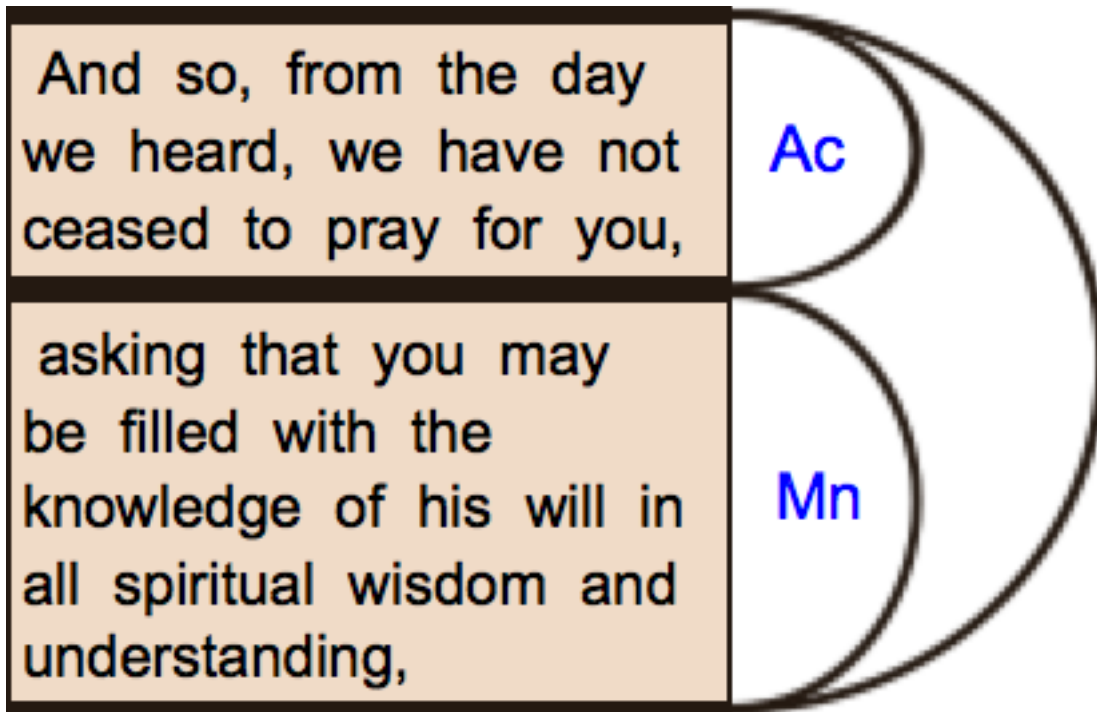 And so, from the day
we heard, we have not
ceased to pray for you,
Ac
asking that you may
be filled with the
knowledge of his will in
all spiritual wisdom and
understanding,
Mn